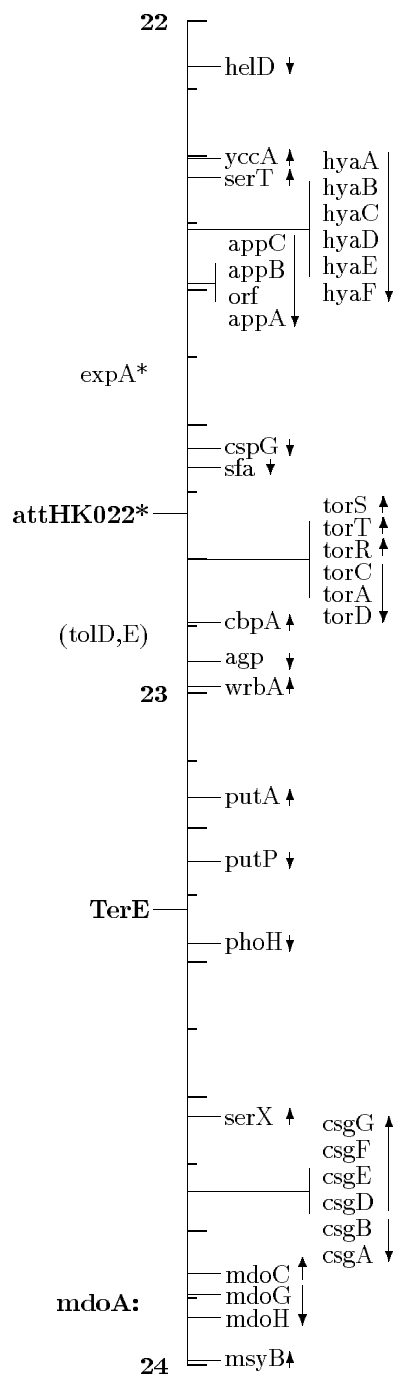 22
helD
yccA
hyaA
serT
hyaB
hyaC
hyaD
appC
appB
hyaE
orf
hyaF
appA
expA*
cspG
sfa
attHK022*
torS
torT
torR
torC
torA
torD
cbpA
(tolD,E)
agp
wrbA
23
putA
putP
TerE
phoH
serX
csgG
csgF
csgE
csgD
csgB
csgA
mdoC
mdoA:
mdoG
mdoH
msyB
24